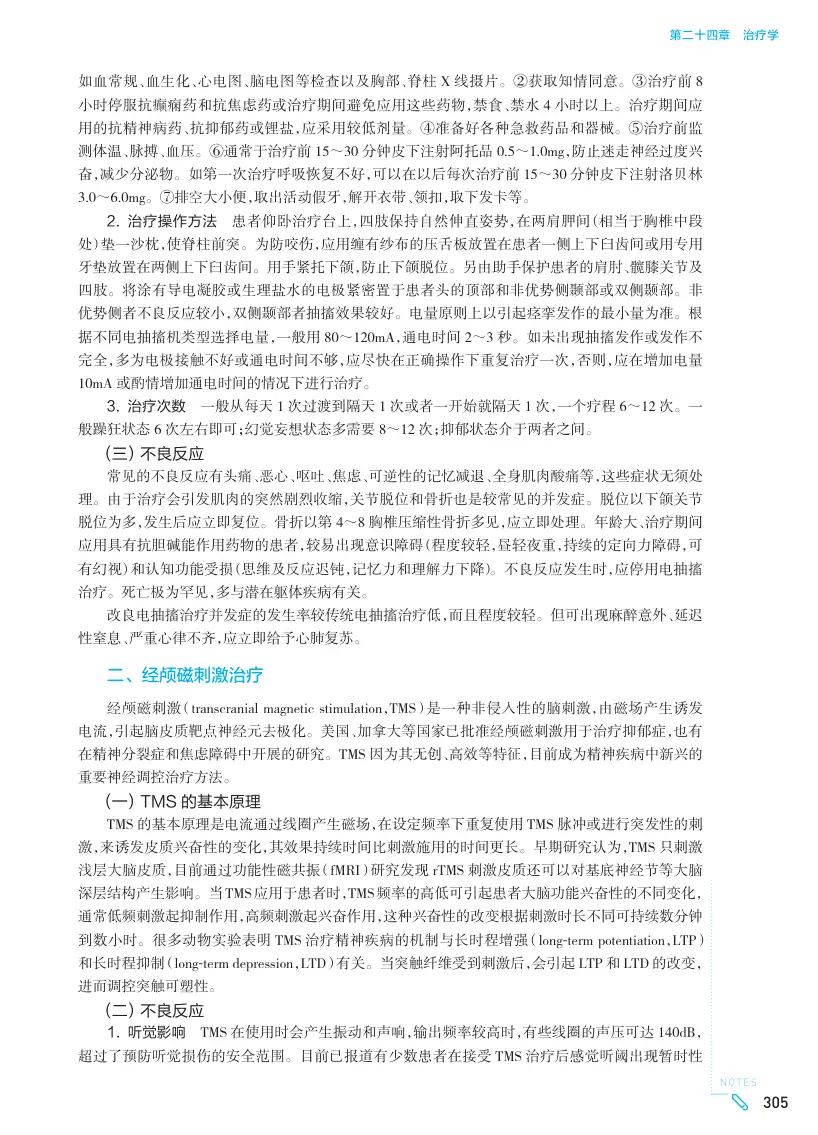 第二十四章 治疗学
如血常规、血生化、心电图、脑电图等检查以及胸部、脊柱 X 线摄片。②获取知情同意。③治疗前 8
小时停服抗癫痫药和抗焦虑药或治疗期间避免应用这些药物,禁食、禁水 4 小时以上。治疗期间应
用的抗精神病药、抗抑郁药或锂盐,应采用较低剂量。④准备好各种急救药品和器械。⑤治疗前监
测体温、脉搏、血压。⑥通常于治疗前 15～30 分钟皮下注射阿托品 0.5～1.0mg,防止迷走神经过度兴
奋,减少分泌物。如第一次治疗呼吸恢复不好,可以在以后每次治疗前 15～30 分钟皮下注射洛贝林
3.0～6.0mg。⑦排空大小便,取出活动假牙,解开衣带、领扣,取下发卡等。
2. 治疗操作方法 患者仰卧治疗台上,四肢保持自然伸直姿势,在两肩胛间(相当于胸椎中段
处)垫一沙枕,使脊柱前突。为防咬伤,应用缠有纱布的压舌板放置在患者一侧上下臼齿间或用专用
牙垫放置在两侧上下臼齿间。用手紧托下颌,防止下颌脱位。另由助手保护患者的肩肘、髋膝关节及
四肢。将涂有导电凝胶或生理盐水的电极紧密置于患者头的顶部和非优势侧颞部或双侧颞部。非
优势侧者不良反应较小,双侧颞部者抽搐效果较好。电量原则上以引起痉挛发作的最小量为准。根
据不同电抽搐机类型选择电量,一般用 80～120mA,通电时间 2～3 秒。如未出现抽搐发作或发作不
完全,多为电极接触不好或通电时间不够,应尽快在正确操作下重复治疗一次,否则,应在增加电量
10mA 或酌情增加通电时间的情况下进行治疗。
3. 治疗次数 一般从每天 1 次过渡到隔天 1 次或者一开始就隔天 1 次,一个疗程 6～12 次。一
般躁狂状态 6 次左右即可;幻觉妄想状态多需要 8～12 次;抑郁状态介于两者之间。
(三) 不良反应
常见的不良反应有头痛、恶心、呕吐、焦虑、可逆性的记忆减退、全身肌肉酸痛等,这些症状无须处
理。由于治疗会引发肌肉的突然剧烈收缩,关节脱位和骨折也是较常见的并发症。脱位以下颌关节
脱位为多,发生后应立即复位。骨折以第 4～8 胸椎压缩性骨折多见,应立即处理。年龄大、治疗期间
应用具有抗胆碱能作用药物的患者,较易出现意识障碍(程度较轻,昼轻夜重,持续的定向力障碍,可
有幻视)和认知功能受损(思维及反应迟钝,记忆力和理解力下降)。不良反应发生时,应停用电抽搐
治疗。死亡极为罕见,多与潜在躯体疾病有关。
改良电抽搐治疗并发症的发生率较传统电抽搐治疗低,而且程度较轻。但可出现麻醉意外、延迟
性窒息、严重心律不齐,应立即给予心肺复苏。
二、经颅磁刺激治疗
经颅磁刺激(transcranial magnetic stimulation,TMS)是一种非侵入性的脑刺激,由磁场产生诱发
电流,引起脑皮质靶点神经元去极化。美国、加拿大等国家已批准经颅磁刺激用于治疗抑郁症,也有
在精神分裂症和焦虑障碍中开展的研究。TMS 因为其无创、高效等特征,目前成为精神疾病中新兴的
重要神经调控治疗方法。
(一) TMS 的基本原理
TMS 的基本原理是电流通过线圈产生磁场,在设定频率下重复使用 TMS 脉冲或进行突发性的刺
激,来诱发皮质兴奋性的变化,其效果持续时间比刺激施用的时间更长。早期研究认为,TMS 只刺激
浅层大脑皮质,目前通过功能性磁共振(fMRI)研究发现 rTMS 刺激皮质还可以对基底神经节等大脑
深层结构产生影响。当TMS应用于患者时,TMS频率的高低可引起患者大脑功能兴奋性的不同变化,
通常低频刺激起抑制作用,高频刺激起兴奋作用,这种兴奋性的改变根据刺激时长不同可持续数分钟
到数小时。很多动物实验表明 TMS 治疗精神疾病的机制与长时程增强(long-term potentiation,LTP)
和长时程抑制(long-term depression,LTD)有关。当突触纤维受到刺激后,会引起 LTP 和 LTD 的改变,
进而调控突触可塑性。
(二) 不良反应
1. 听觉影响 TMS 在使用时会产生振动和声响,输出频率较高时,有些线圈的声压可达 140dB,
超过了预防听觉损伤的安全范围。目前已报道有少数患者在接受 TMS 治疗后感觉听阈出现暂时性
NOTES
305